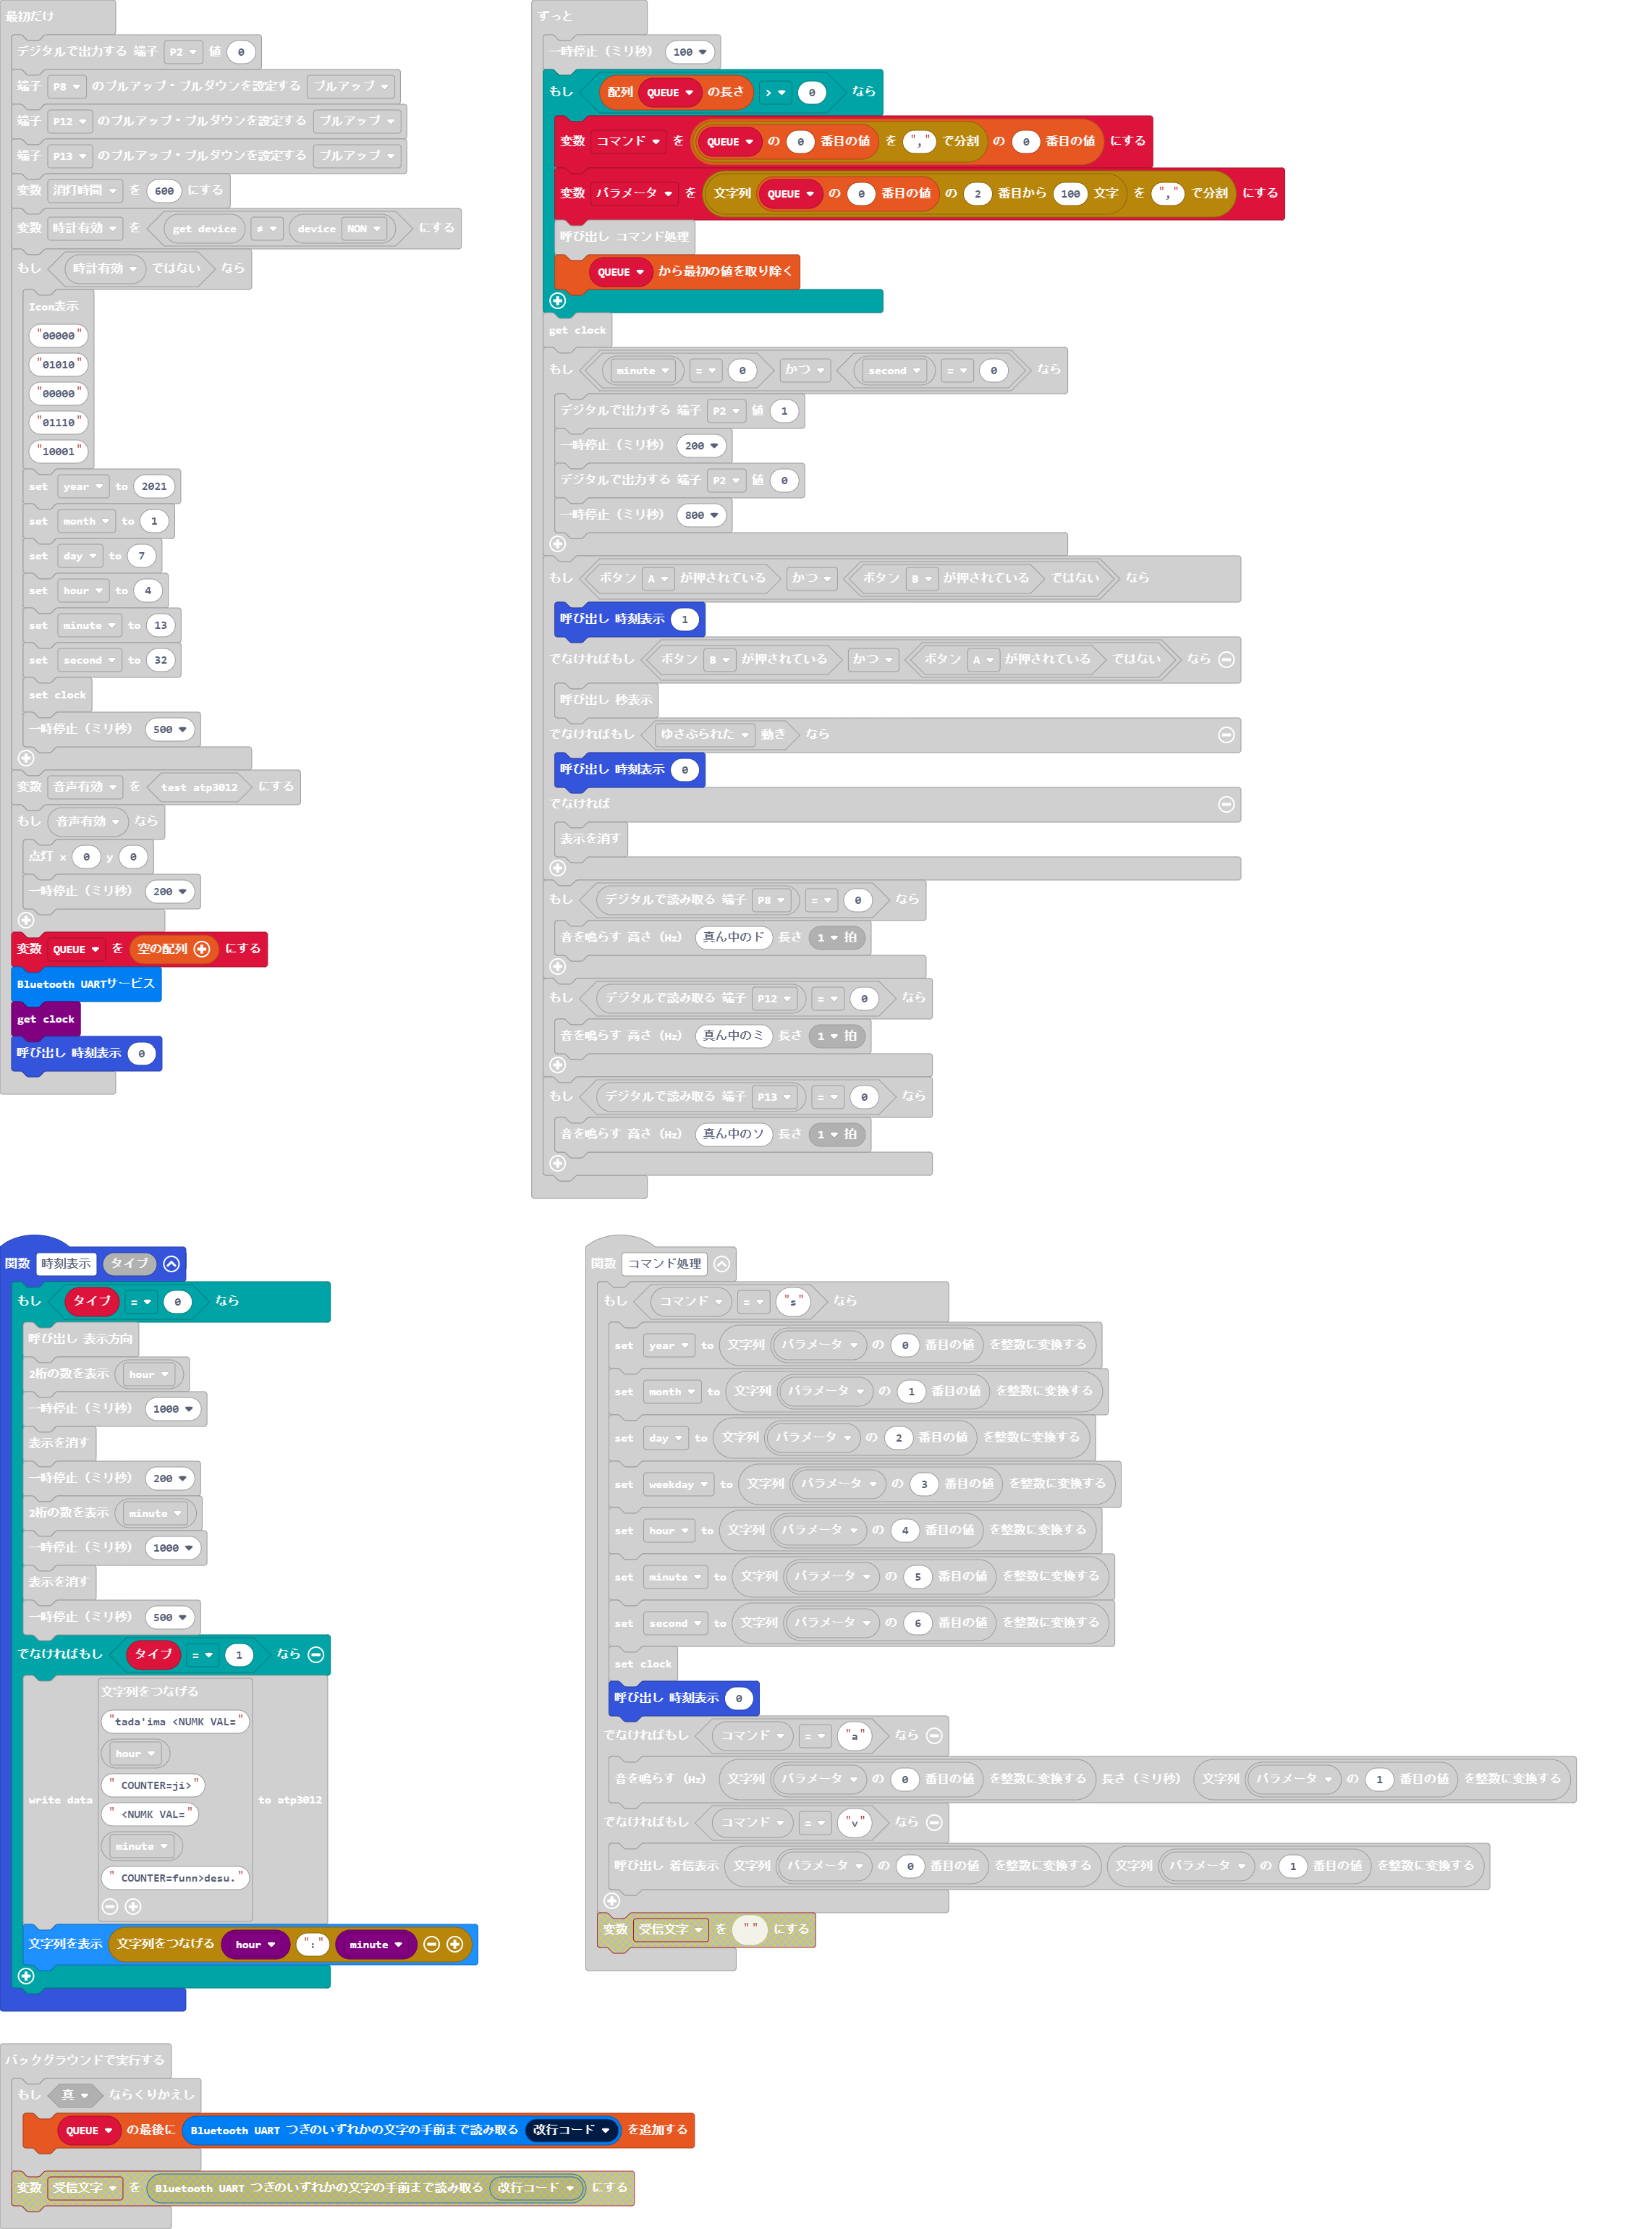 最初だけ
デジタルで出力する 端子 P2 値 0
端子 P8 のプルアップ・プルダウンを設定する プルアップ
端子 P12 のプルアップ・プルダウンを設定する プルアップ
端子 P13 のプルアップ・プルダウンを設定する プルアップ
変数 消灯時間 を 600 にする
変数 時計有効 を get device ≠ device NON にする
もし 時計有効 ではない なら
Icon表示
"00000"
"01010"
"00000"
"01110"
"10001"
set year to 2021
set month to 1
set day to 7
set hour to 4
set minute to 13
set second to 32
set clock
一時停止（ミリ秒） 500
変数 音声有効 を test atp3012 にする
もし 音声有効 なら
点灯 x 0 y 0
一時停止（ミリ秒） 200
変数 QUEUE を 空の配列 にする
Bluetooth UARTサービス
get clock
呼び出し 時刻表示 0
ずっと
一時停止（ミリ秒） 100
もし 配列 QUEUE の長さ > 0 なら
変数 コマンド を QUEUE の 0 番目の値 を "," で分割 の 0 番目の値 にする
変数 パラメータ を 文字列 QUEUE の 0 番目の値 の 2 番目から 100 文字 を "," で分割 にする
呼び出し コマンド処理
QUEUE から最初の値を取り除く
get clock
もし minute = 0 かつ second = 0 なら
デジタルで出力する 端子 P2 値 1
一時停止（ミリ秒） 200
デジタルで出力する 端子 P2 値 0
一時停止（ミリ秒） 800
もし ボタン A が押されている かつ ボタン B が押されている ではない なら
呼び出し 時刻表示 1
でなければもし ボタン B が押されている かつ ボタン A が押されている ではない なら
呼び出し 秒表示
でなければもし ゆさぶられた 動き なら
呼び出し 時刻表示 0
でなければ
表示を消す
もし デジタルで読み取る 端子 P8 = 0 なら
音を鳴らす 高さ（Hz） 真ん中のド 長さ 1 拍
もし デジタルで読み取る 端子 P12 = 0 なら
音を鳴らす 高さ（Hz） 真ん中のミ 長さ 1 拍
もし デジタルで読み取る 端子 P13 = 0 なら
音を鳴らす 高さ（Hz） 真ん中のソ 長さ 1 拍
関数 時刻表示 タイプ
もし タイプ = 0 なら
呼び出し 表示方向
2桁の数を表示 hour
一時停止（ミリ秒） 1000
表示を消す
一時停止（ミリ秒） 200
2桁の数を表示 minute
一時停止（ミリ秒） 1000
表示を消す
一時停止（ミリ秒） 500
でなければもし タイプ = 1 なら
文字列をつなげる
"tada'ima <NUMK VAL="
hour
" COUNTER=ji>"
write data " <NUMK VAL=" to atp3012
minute
" COUNTER=funn>desu."
文字列を表示 文字列をつなげる hour ":" minute
関数 コマンド処理
もし コマンド = "s" なら
set year to 文字列 パラメータ の 0 番目の値 を整数に変換する
set month to 文字列 パラメータ の 1 番目の値 を整数に変換する
set day to 文字列 パラメータ の 2 番目の値 を整数に変換する
set weekday to 文字列 パラメータ の 3 番目の値 を整数に変換する
set hour to 文字列 パラメータ の 4 番目の値 を整数に変換する
set minute to 文字列 パラメータ の 5 番目の値 を整数に変換する
set second to 文字列 パラメータ の 6 番目の値 を整数に変換する
set clock
呼び出し 時刻表示 0
でなければもし コマンド = "a" なら
音を鳴らす（Hz） 文字列 パラメータ の 0 番目の値 を整数に変換する 長さ（ミリ秒） 文字列 パラメータ の 1 番目の値 を整数に変換する
でなければもし コマンド = "v" なら
呼び出し 着信表示 文字列 パラメータ の 0 番目の値 を整数に変換する 文字列 パラメータ の 1 番目の値 を整数に変換する
変数 受信文字 を "" にする
バックグラウンドで実行する
もし 真 ならくりかえし
QUEUE の最後に Bluetooth UART つぎのいずれかの文字の手前まで読み取る 改行コード を追加する
変数 受信文字 を Bluetooth UART つぎのいずれかの文字の手前まで読み取る 改行コード にする